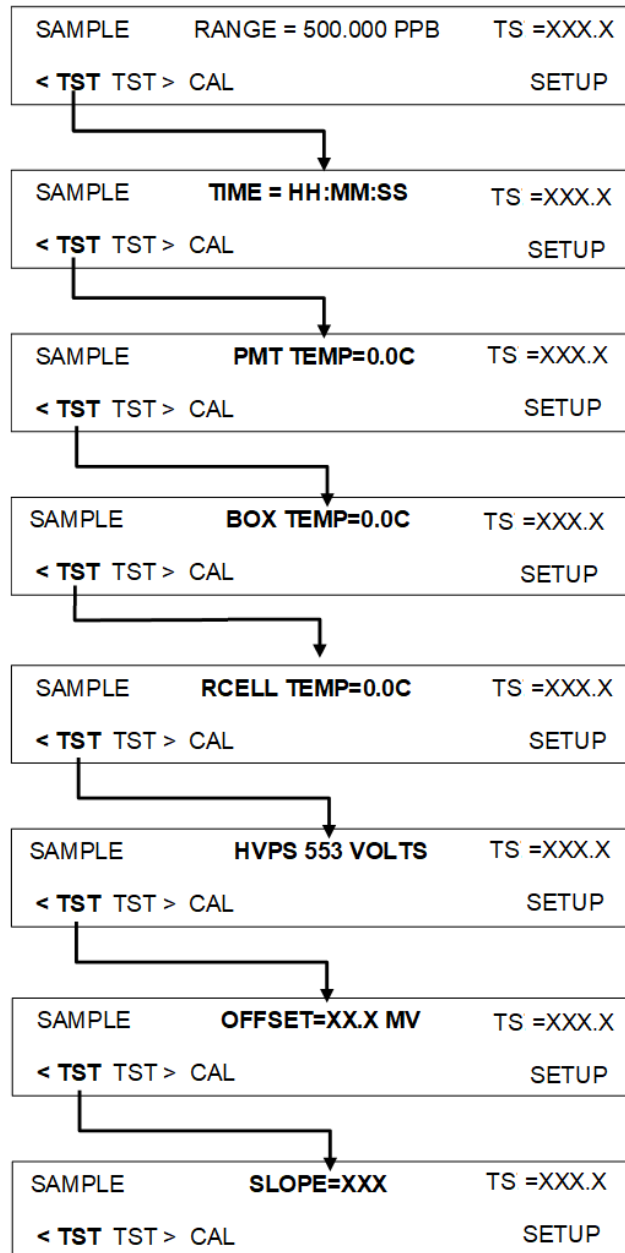 SAMPLE RANGE = 500.000 PPB TS =XXX.X
< TST TST > CAL SETUP
SAMPLE TIME = HH:MM:SS TS =XXX.X
< TST TST > CAL SETUP
SAMPLE PMT TEMP=0.0C TS =XXX.X
< TST TST > CAL SETUP
SAMPLE BOX TEMP=0.0C TS =XXX.X
< TST TST > CAL SETUP
SAMPLE RCELL TEMP=0.0C TS =XXX.X
< TST TST > CAL SETUP
SAMPLE HVPS 553 VOLTS TS =XXX.X
< TST TST > CAL SETUP
SAMPLE OFFSET=XX.X MV TS =XXX.X
< TST TST > CAL SETUP
SAMPLE SLOPE=XXX TS =XXX.X
< TST TST > CAL SETUP